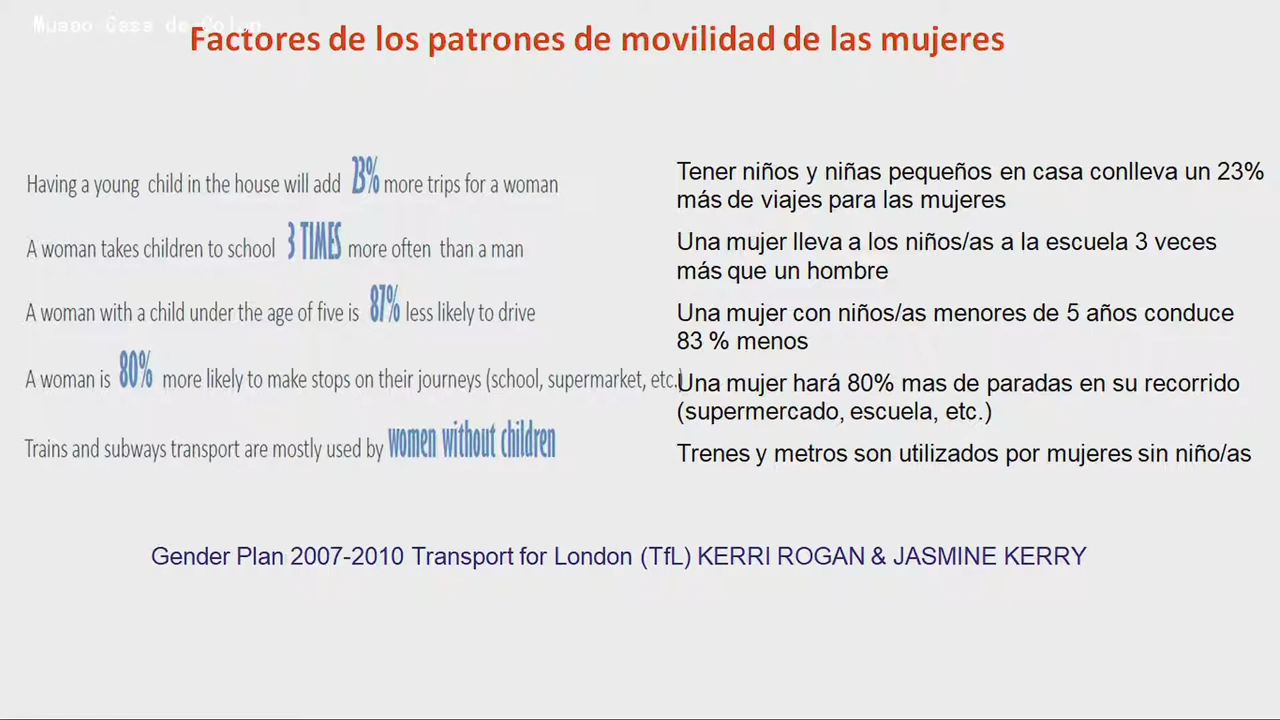 Museo Casa de Colon
Factores de los patrones de movilidad de las mujeres
Having a young child in the house will add 23% more trips for a woman
A woman takes children to school 3 TIMES more often than a man
A woman with a child under the age of five is 87% less likely to drive
A woman is 80% more likely to make stops on their journeys (school, supermarket, etc.)
Trains and subways transport are mostly used by women without children
Tener niños y niñas pequeños en casa conlleva un 23%
más de viajes para las mujeres
Una mujer lleva a los niños/as a la escuela 3 veces
más que un hombre
Una mujer con niños/as menores de 5 años conduce
83 % menos
Una mujer hará 80% mas de paradas en su recorrido
(supermercado, escuela, etc.)
Trenes y metros son utilizados por mujeres sin niño/as
Gender Plan 2007-2010 Transport for London (TfL) KERRI ROGAN & JASMINE KERRY